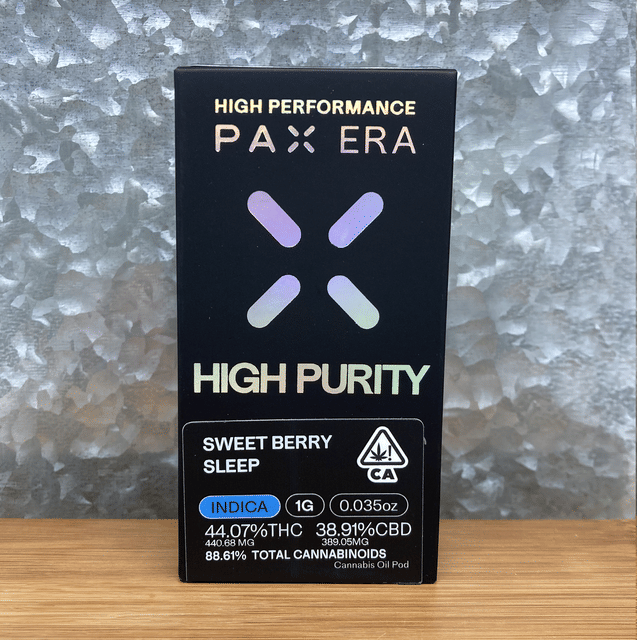 HIGH PERFORMANCE
PAX ERA
HIGH PURITY
SWEET BERRY
SLEEP
CA
INDICA 1G 0.035oz
44.07%THC 38.91%CBD
440.68 MG 389.05MG
88.61% TOTAL CANNABINOIDS
Cannabis Oil Pod